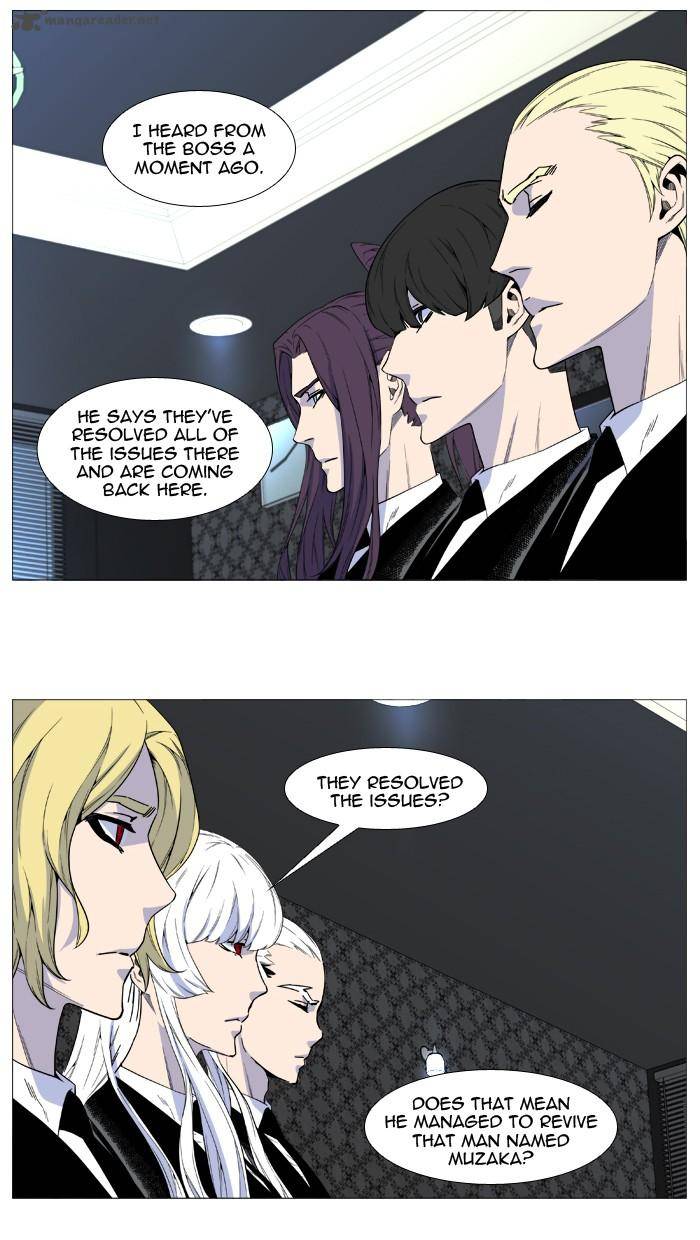 mangareader.net
I HEARD FROM
THE BOSS A
MOMENT AGO.
HE SAYS THEY'VE
RESOLVED ALL OF
THE ISSUES THERE
AND ARE COMING
BACK HERE.
THEY RESOLVED
THE ISSUES?
DOES THAT MEAN
HE MANAGED TO REVIVE
THAT MAN NAMED
MUZAKA?